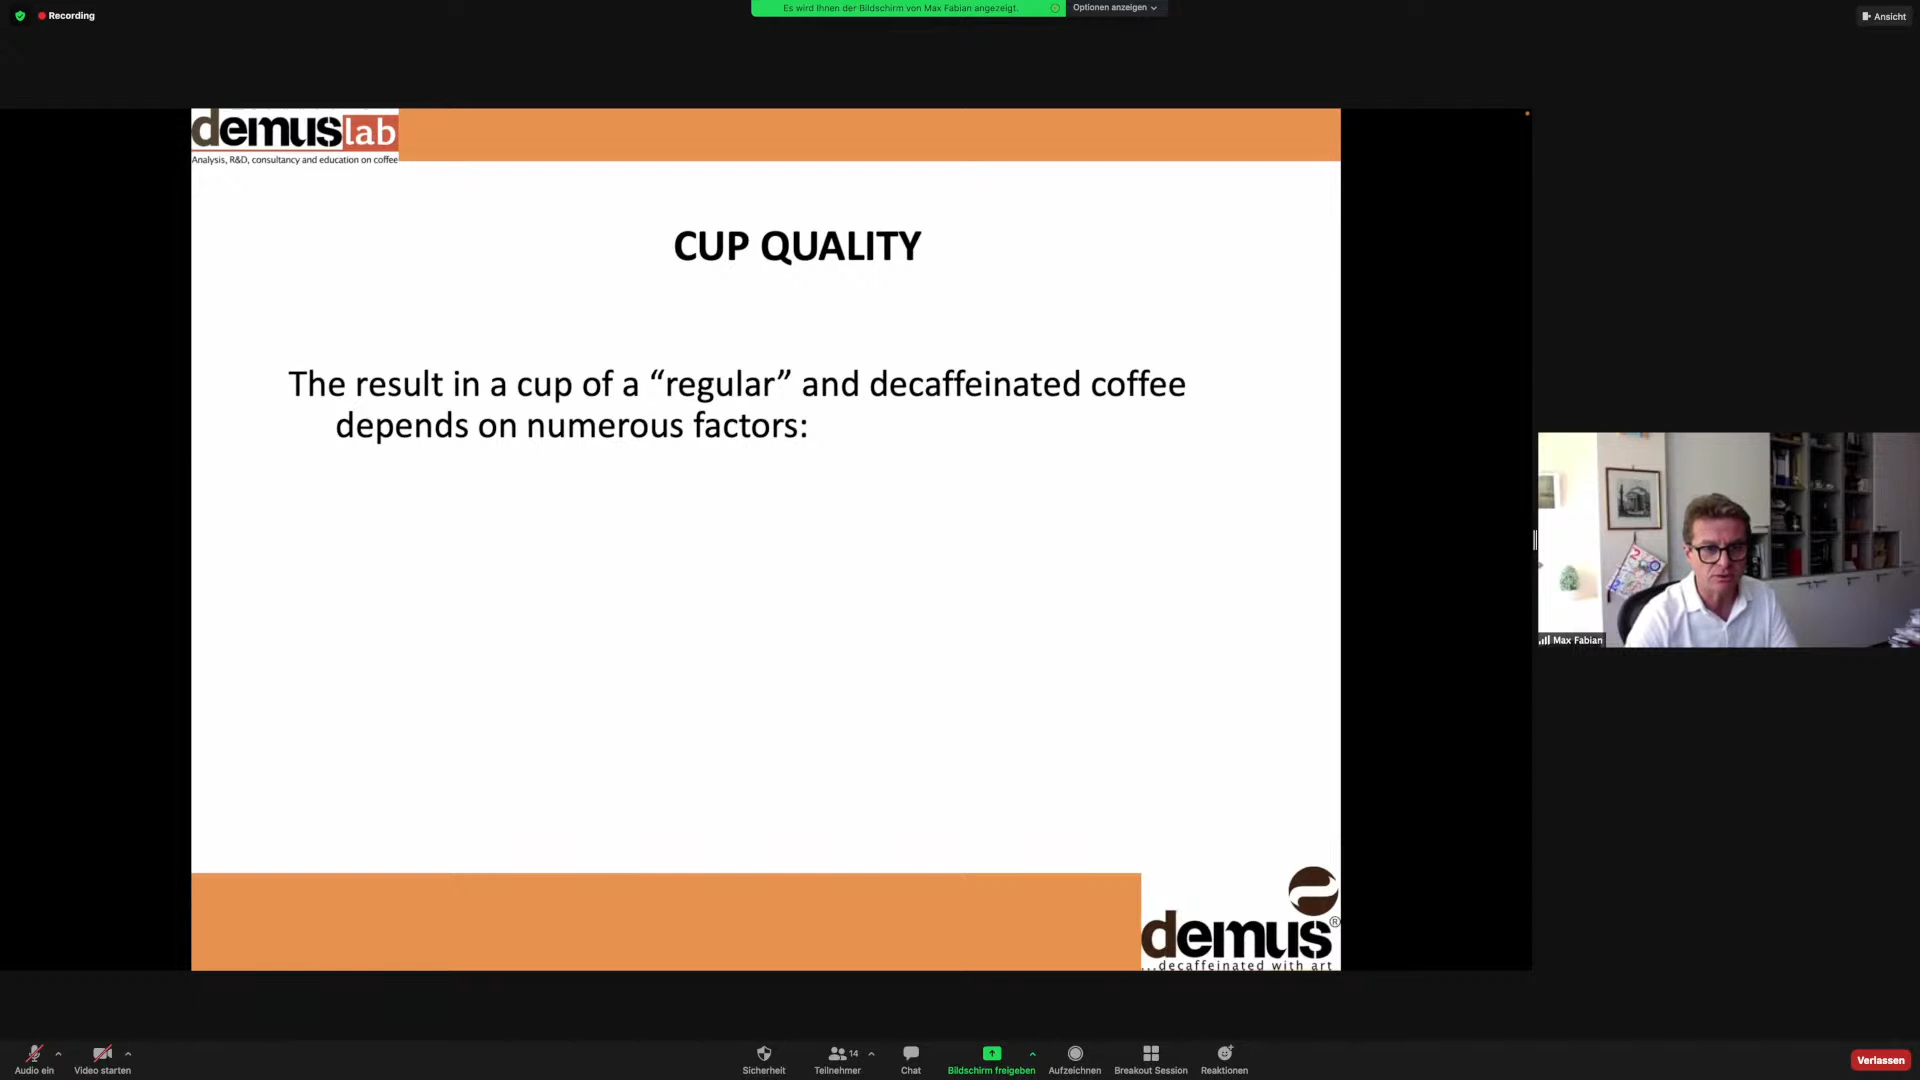 Recording
Es wird Ihnen der Bildschirm von Max Fabian angezeigt.
Optionen anzeigen
Ansicht
demuslab
Analysis, R&D, consultancy and education on coffee
CUP QUALITY
The result in a cup of a “regular” and decaffeinated coffee
depends on numerous factors:
Max Fabian
demus®
...decaffeinated with art
Audio ein
Video starten
Sicherheit
14
Teilnehmer
Chat
Bildschirm freigeben
Aufzeichnen
Breakout Session
Reaktionen
Verlassen